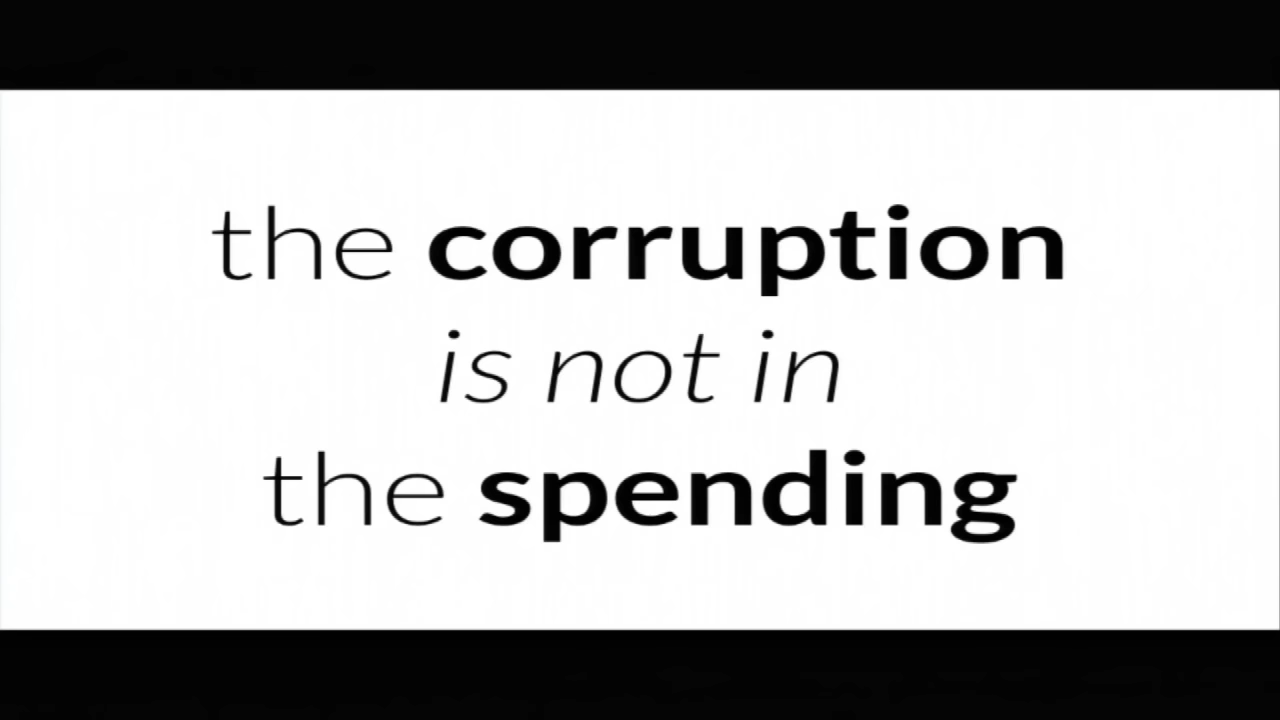 the corruption
is not in
the spending